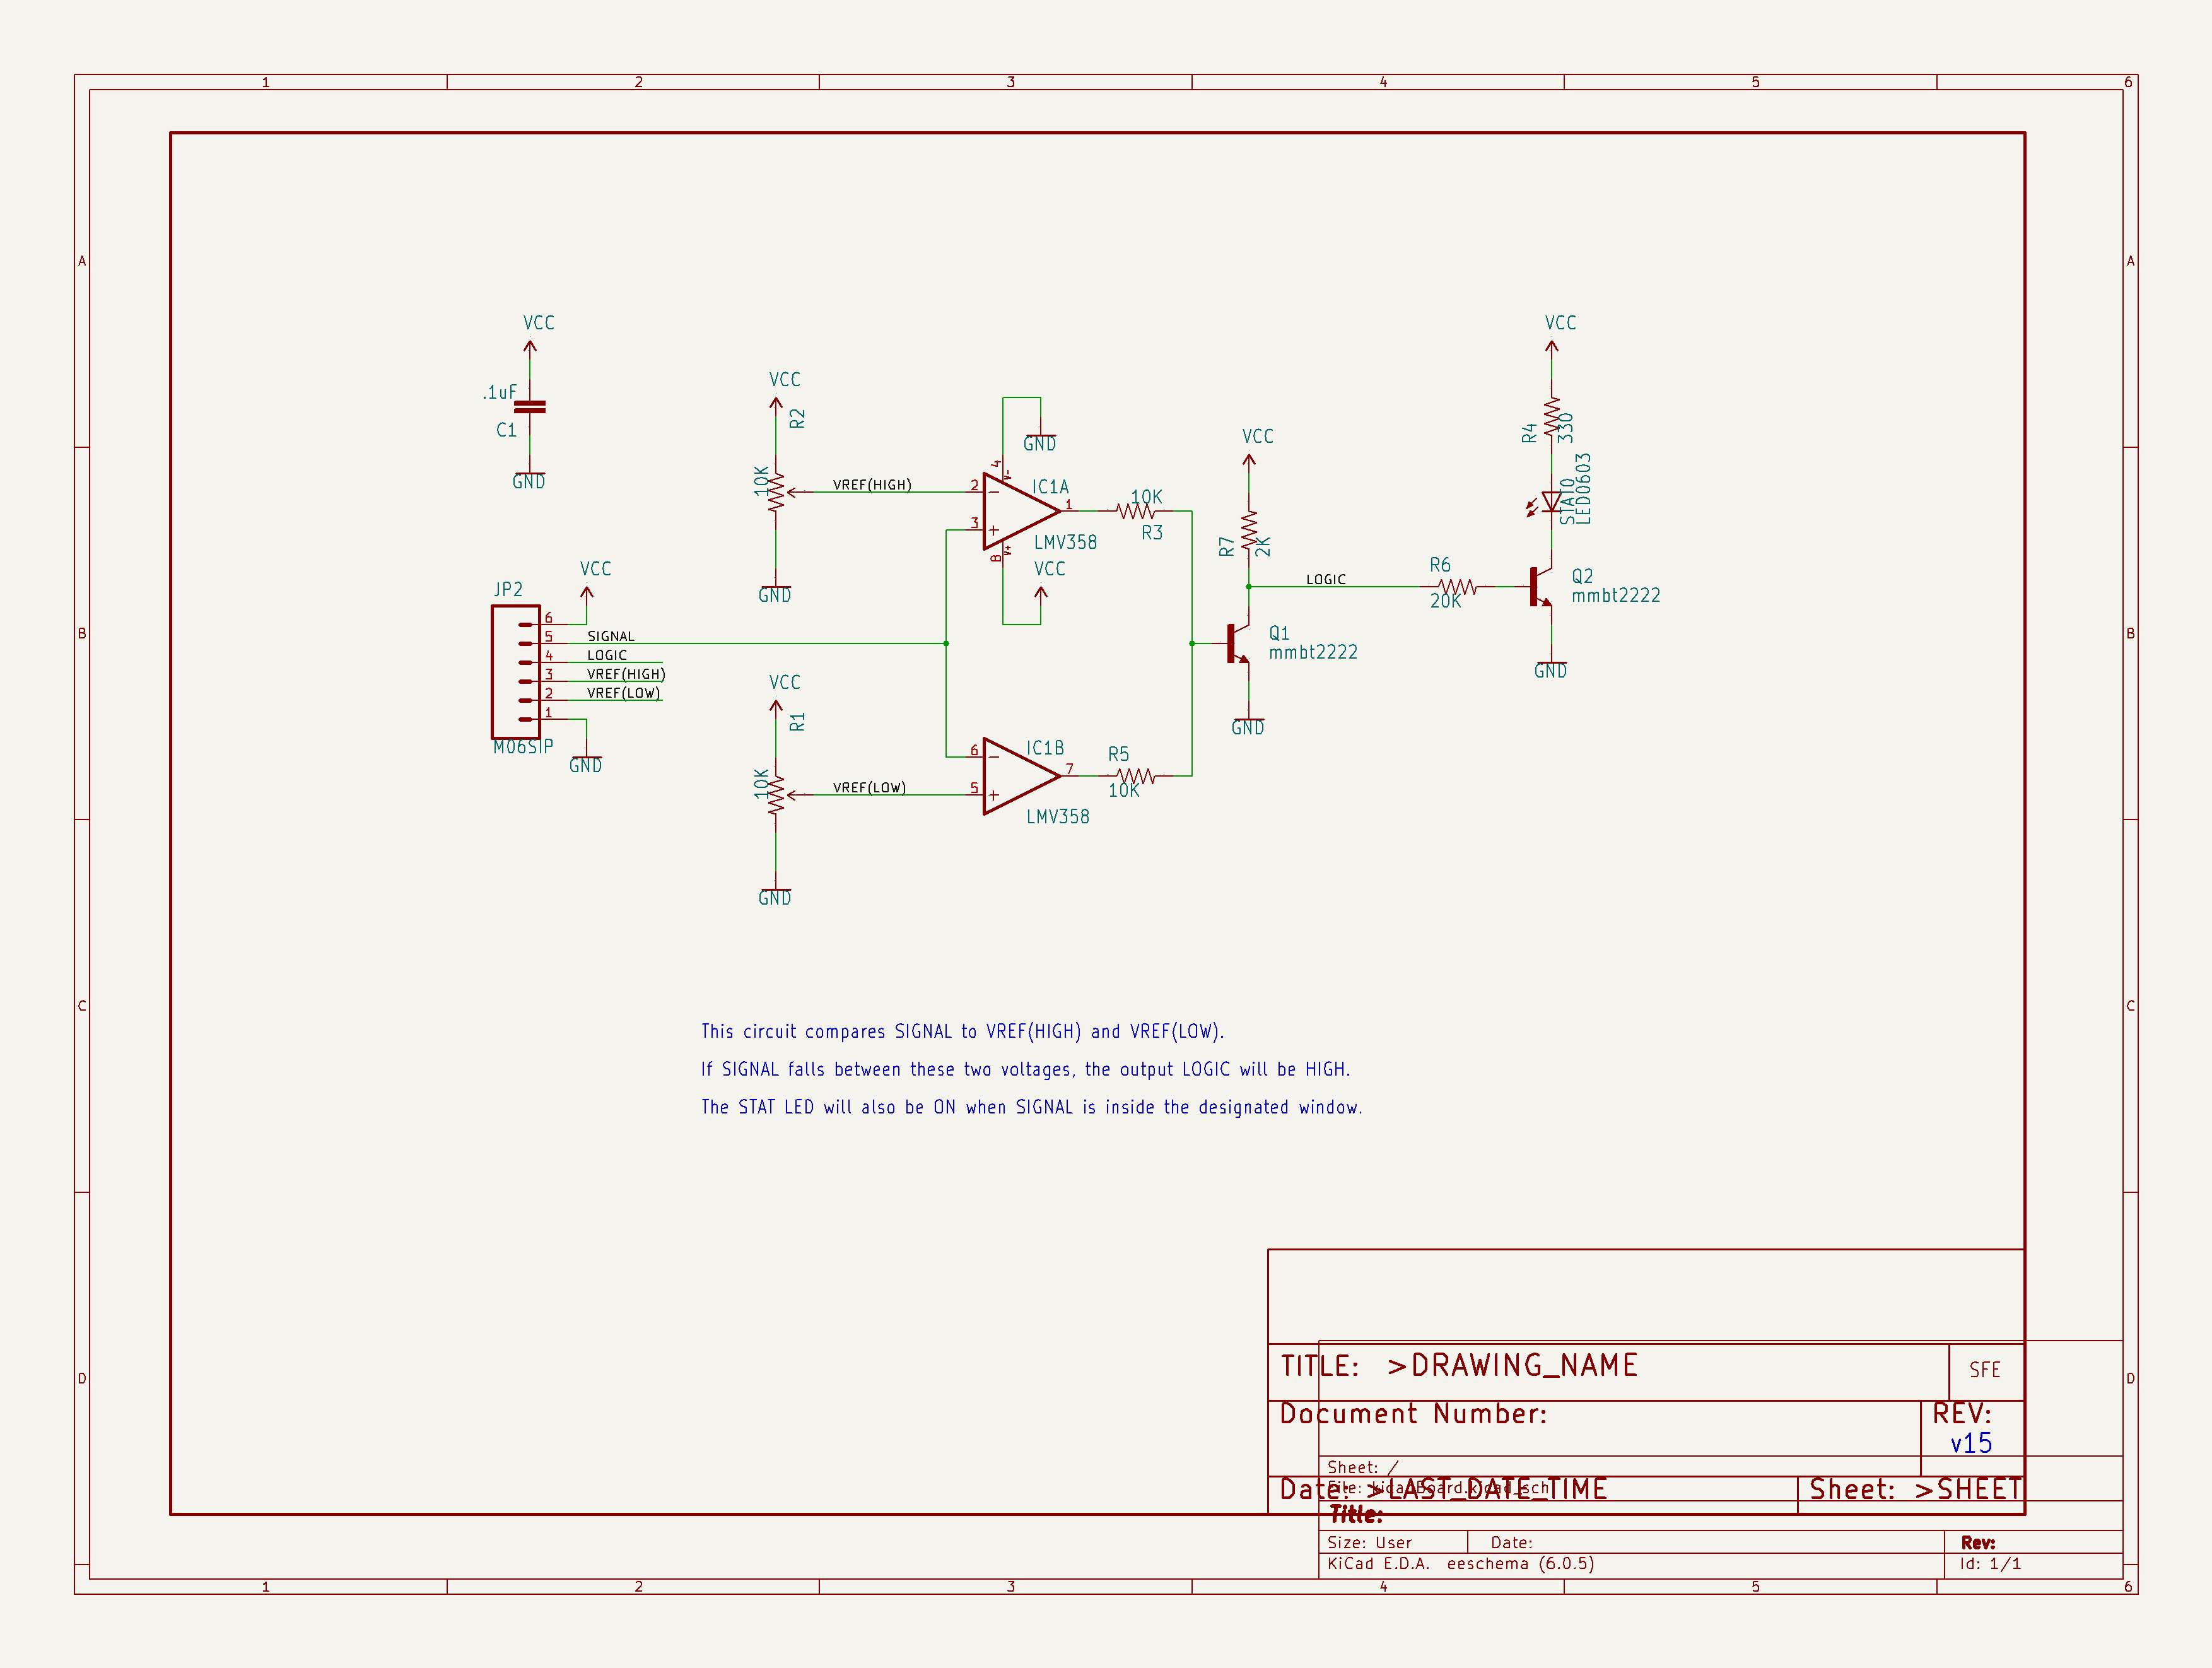 1 2 3 4 5 6
A A
B B
C C
D D
VCC
.1uF
C1
GND
VCC
R2
10K
VREF(HIGH)
GND
GND
4
V-
2
3
IC1A
1
LMV358
8
V+
VCC
10K
R3
VCC
R7
2K
LOGIC
VCC
R4
330
STAT0
LED0603
R6
20K
Q2
mmbt2222
GND
Q1
mmbt2222
GND
JP2
VCC
6
5 SIGNAL
4 LOGIC
3 VREF(HIGH)
2 VREF(LOW)
1
M06SIP
GND
VCC
R1
10K
VREF(LOW)
GND
6
5
IC1B
7
LMV358
R5
10K
This circuit compares SIGNAL to VREF(HIGH) and VREF(LOW).
If SIGNAL falls between these two voltages, the output LOGIC will be HIGH.
The STAT LED will also be ON when SIGNAL is inside the designated window.
TITLE: >DRAWING_NAME
SFE
Document Number:
REV:
v15
Sheet: /
File: kicadBoard.kicad_sch
Date: >LAST_DATE_TIME
Sheet: >SHEET
Title:
Size: User Date: Rev:
KiCad E.D.A. eeschema (6.0.5) Id: 1/1
1 2 3 4 5 6